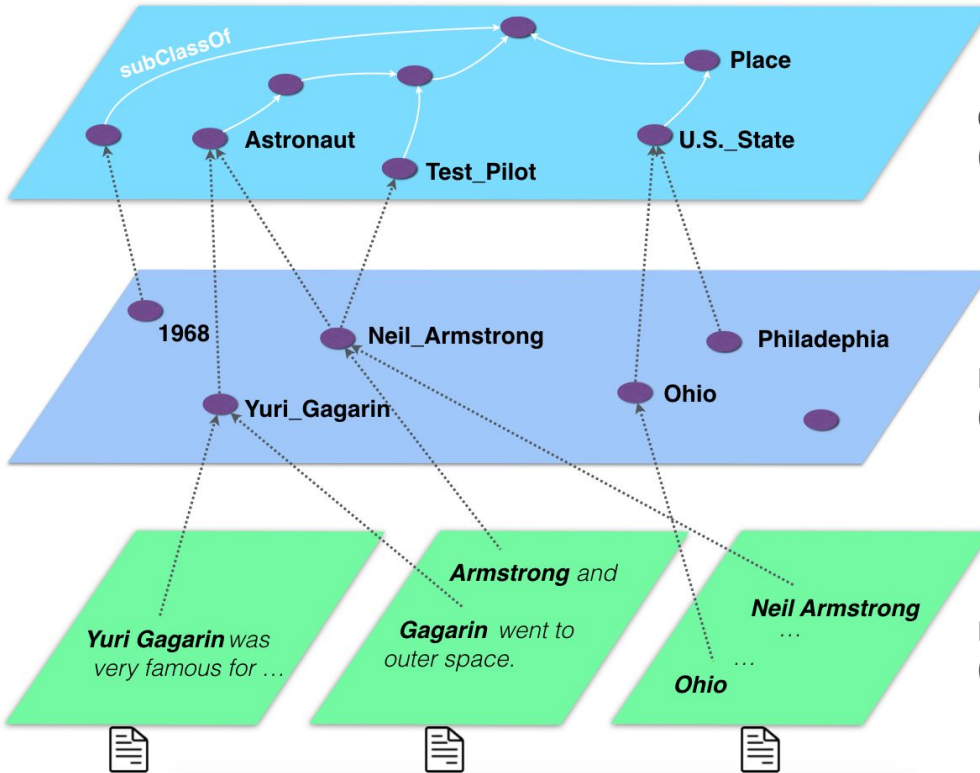 subClassOf
Place
Astronaut
U.S._State
Test_Pilot
1968
Neil_Armstrong
Philadephia
Yuri_Gagarin
Ohio
Yuri Gagarin was
very famous for ...
Armstrong and
Gagarin went to
outer space.
Neil Armstrong
...
...
Ohio